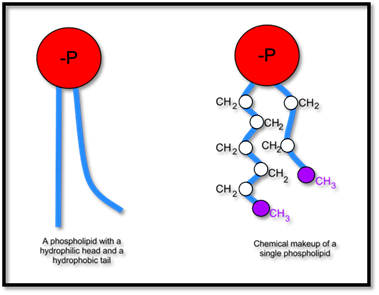 -P
A phospholipid with a
hydrophilic head and a
hydrophobic tail
-P
CH2
CH2
CH2
CH2
CH2
CH3
CH2
CH2
CH3
Chemical makeup of a
single phospholipid